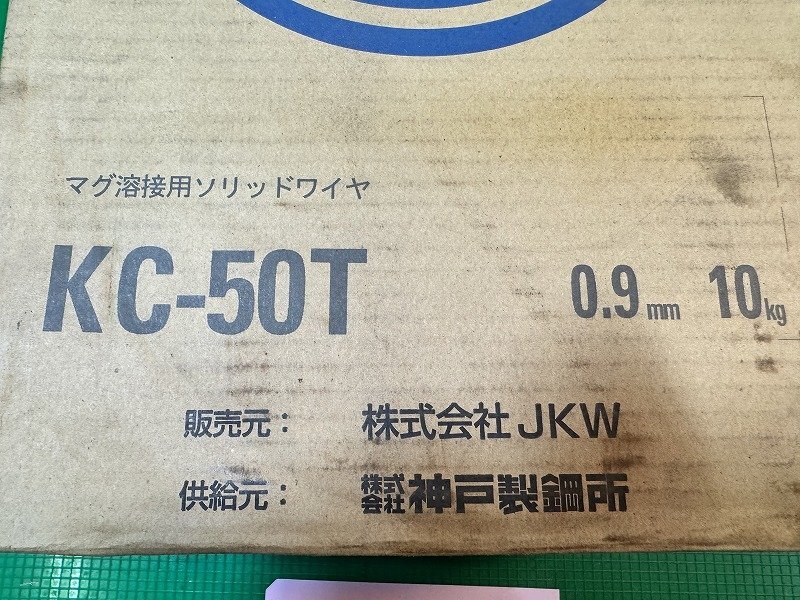 マグ溶接用ソリッドワイヤ
KC-50T 0.9mm 10kg
販売元： 株式会社JKW
供給元： 株式会社神戸製鋼所